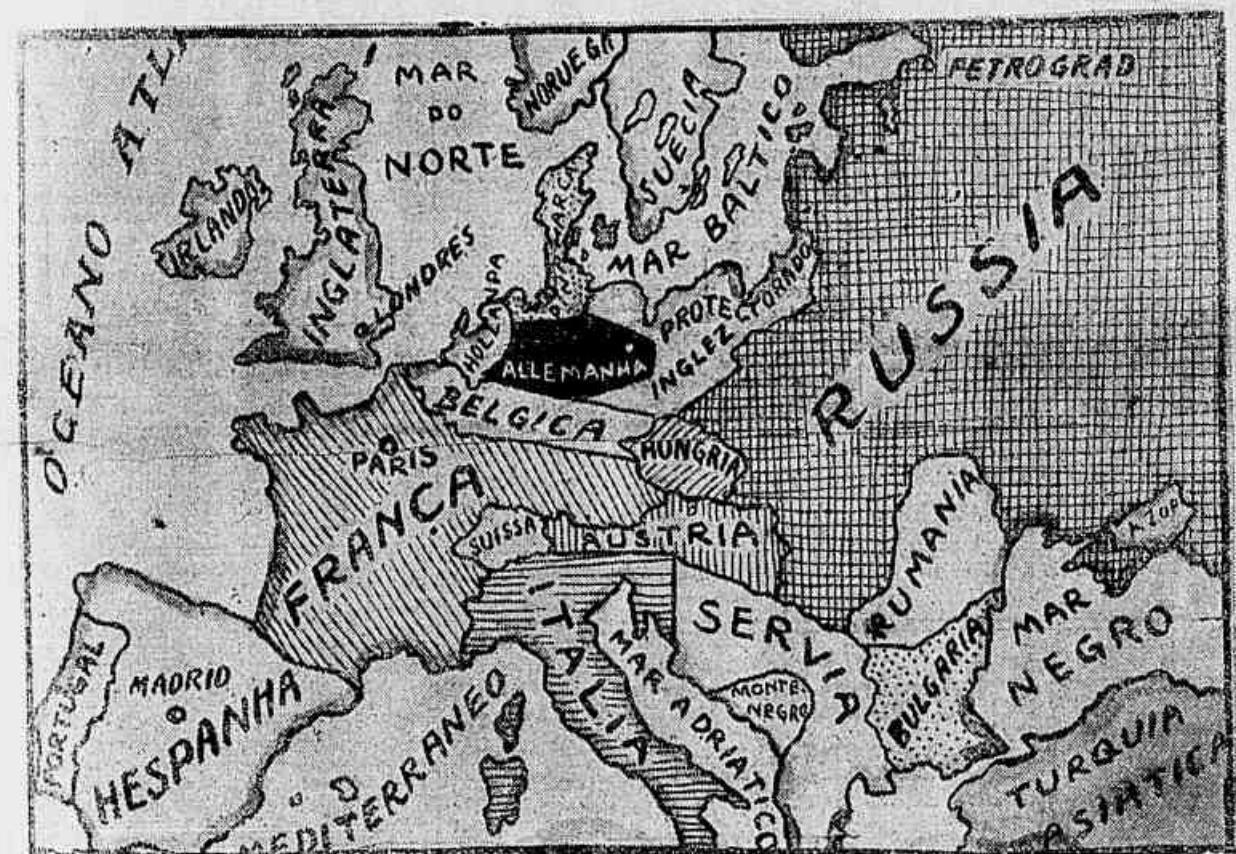 OCEANO ATL
MAR
DO
NORTE
NORUEGA
SUECIA
MAR BALTICO
PETROGRAD
RUSSIA
IRLANDA
INGLATERRA
LONDRES
HOLLANDA
ALLEMANHA
PROTECTORADO
INGLEZ
BELGICA
HUNGRIA
PARIS
FRANÇA
SUISSA
AUSTRIA
RUMANIA
AZOF
MAR
NEGRO
SERVIA
ITALIA
MAR ADRIATICO
MONTE-
NEGRO
BULGARIA
PORTUGAL
MADRID
HESPANHA
MEDITERRANEO
TURQUIA
ASIATICA